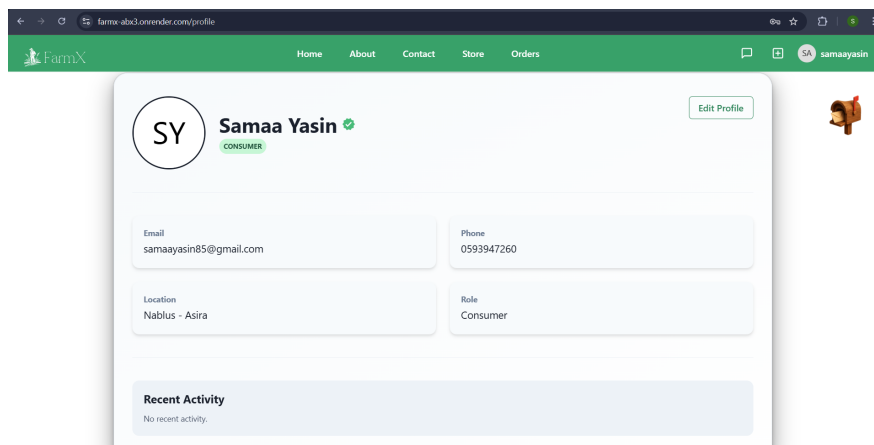 farmx-abx3.onrender.com/profile
S
FarmX
Home About Contact Store Orders
SA samaayasin
SY
Samaa Yasin
CONSUMER
Edit Profile
Email
samaayasin85@gmail.com
Phone
0593947260
Location
Nablus - Asira
Role
Consumer
Recent Activity
No recent activity.